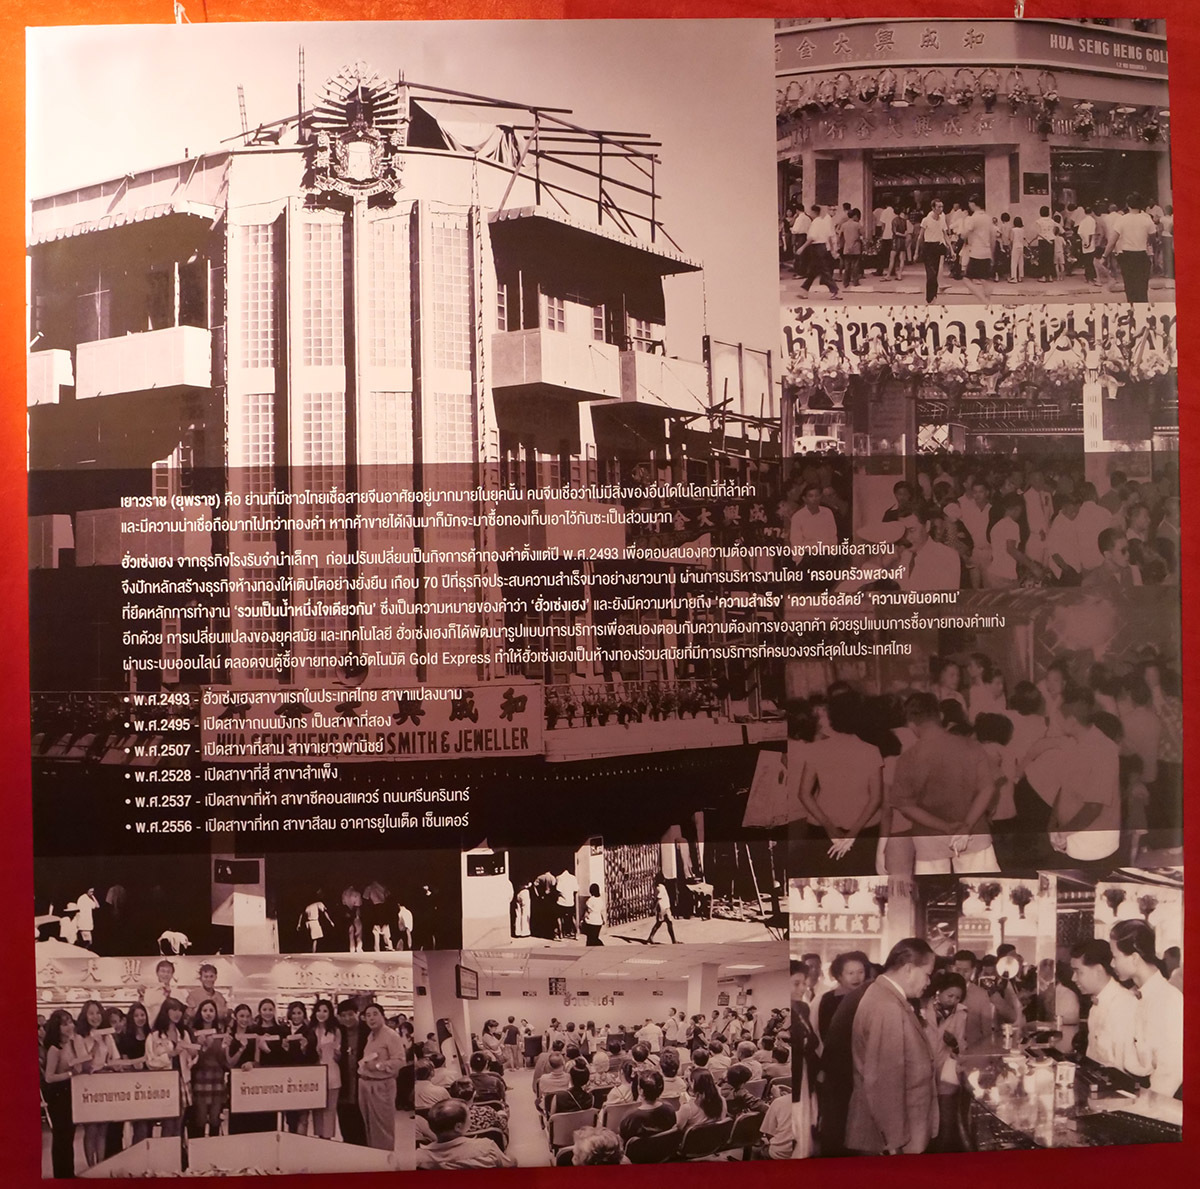 和成興大金行
HUA SENG HENG GOL
行金大興成和
ห้างขายทองฮั่วเซ่งเฮง
เยาวราช (ยุพราช) คือ ย่านที่มีชาวไทยเชื้อสายจีนอาศัยอยู่มากมายในยุคนั้น คนจีนเชื่อว่าไม่มีสิ่งของอื่นใดในโลกนี้ที่ล้ำค่า
และมีความน่าเชื่อถือมากไปกว่าทองคำ หากค้าขายได้เงินมาก็มักจะมาซื้อทองเก็บเอาไว้กันซะเป็นส่วนมาก
ฮั่วเซ่งเฮง จากธุรกิจโรงรับจำนำเล็กๆ ก่อนปรับเปลี่ยนเป็นกิจการค้าทองคำตั้งแต่ปี พ.ศ.2493 เพื่อตอบสนองความต้องการของชาวไทยเชื้อสายจีน
จึงปักหลักสร้างธุรกิจห้างทองให้เติบโตอย่างยั่งยืน เกือบ 70 ปีที่ธุรกิจประสบความสำเร็จมาอย่างยาวนาน ผ่านการบริหารงานโดย ‘ครอบครัวพสวงศ์’
ที่ยึดหลักการทำงาน ‘รวมเป็นน้ำหนึ่งใจเดียวกัน’ ซึ่งเป็นความหมายของคำว่า ‘ฮั่วเซ่งเฮง’ และยังมีความหมายถึง ‘ความสำเร็จ’ ‘ความซื่อสัตย์’ ‘ความขยันอดทน’
อีกด้วย การเปลี่ยนแปลงของยุคสมัย และเทคโนโลยี ฮั่วเซ่งเฮงก็ได้พัฒนารูปแบบการบริการเพื่อสนองตอบกับความต้องการของลูกค้า ด้วยรูปแบบการซื้อขายทองคำแท่ง
ผ่านระบบออนไลน์ ตลอดจนตู้ซื้อขายทองคำอัตโนมัติ Gold Express ทำให้ฮั่วเซ่งเฮงเป็นห้างทองร่วมสมัยที่มีการบริการที่ครบวงจรที่สุดในประเทศไทย
• พ.ศ.2493 - ฮั่วเซ่งเฮงสาขาแรกในประเทศไทย สาขาแปลงนาม
• พ.ศ.2495 - เปิดสาขาถนนมังกร เป็นสาขาที่สอง
• พ.ศ.2507 - เปิดสาขาที่สาม สาขาเยาวพานิชย์
• พ.ศ.2528 - เปิดสาขาที่สี่ สาขาสำเพ็ง
• พ.ศ.2537 - เปิดสาขาที่ห้า สาขาซีคอนสแควร์ ถนนศรีนครินทร์
• พ.ศ.2556 - เปิดสาขาที่หก สาขาสีลม อาคารยูไนเต็ด เซ็นเตอร์
大興成和
HUA SENG HENG GOLDSMITH & JEWELLER
ฮั่วเซ่งเฮง
ห้างขายทอง ฮั่วเซ่งเฮง
ห้างขายทอง ฮั่วเซ่งเฮง